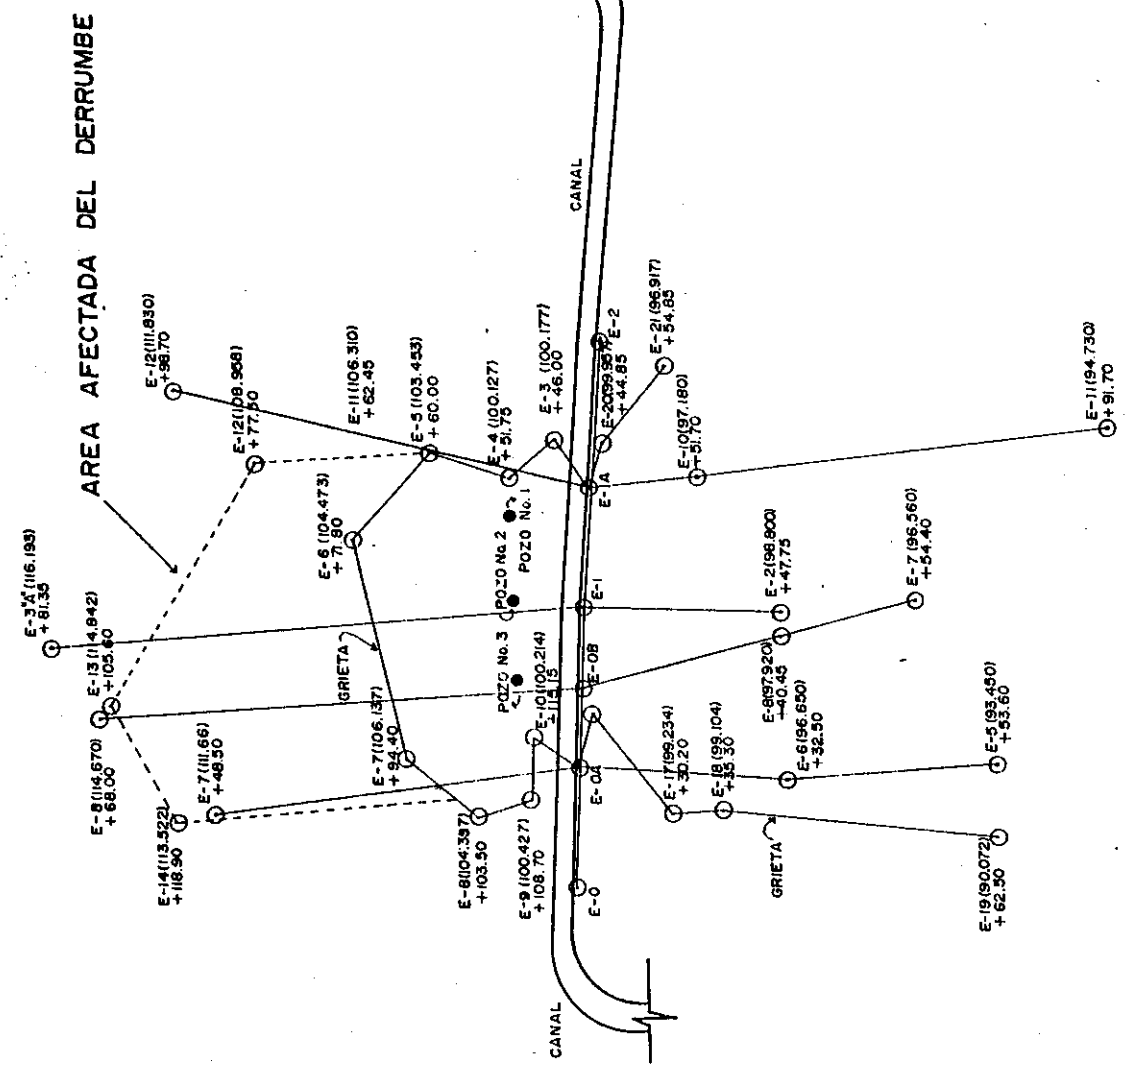 AREA AFECTADA DEL DERRUMBE
E-3"A" (116.193)
+81.35
E-13 (114.842)
+105.60
E-8 (114.670)
+68.00
E-14 (113.522)
+118.90
E-7 (111.66)
+48.50
E-12 (111.830)
+98.70
E-12 (108.958)
+77.50
E-11 (106.310)
+62.45
E-5 (103.453)
+60.00
E-6 (104.473)
+71.80
GRIETA
E-7 (106.137)
+94.40
E-8 (104.397)
+103.50
E-9 (100.427)
+108.70
E-10 (100.214)
+115.15
POZO No. 3
POZO No. 2
POZO No. 1
E-4 (100.127)
+51.75
E-3 (100.177)
+46.00
CANAL
E-0
E-0A
E-0B
E-1
E-1A
E-2
E-20 (99.957)
+44.85
E-21 (96.917)
+54.85
E-10 (97.180)
+51.70
E-11 (94.730)
+91.70
E-2 (98.800)
+47.75
E-7 (96.560)
+54.40
E-8 (97.920)
+40.45
E-6 (96.650)
+32.50
E-5 (93.450)
+53.60
E-17 (99.234)
+30.20
E-18 (99.104)
+35.30
GRIETA
E-19 (90.072)
+62.50
CANAL